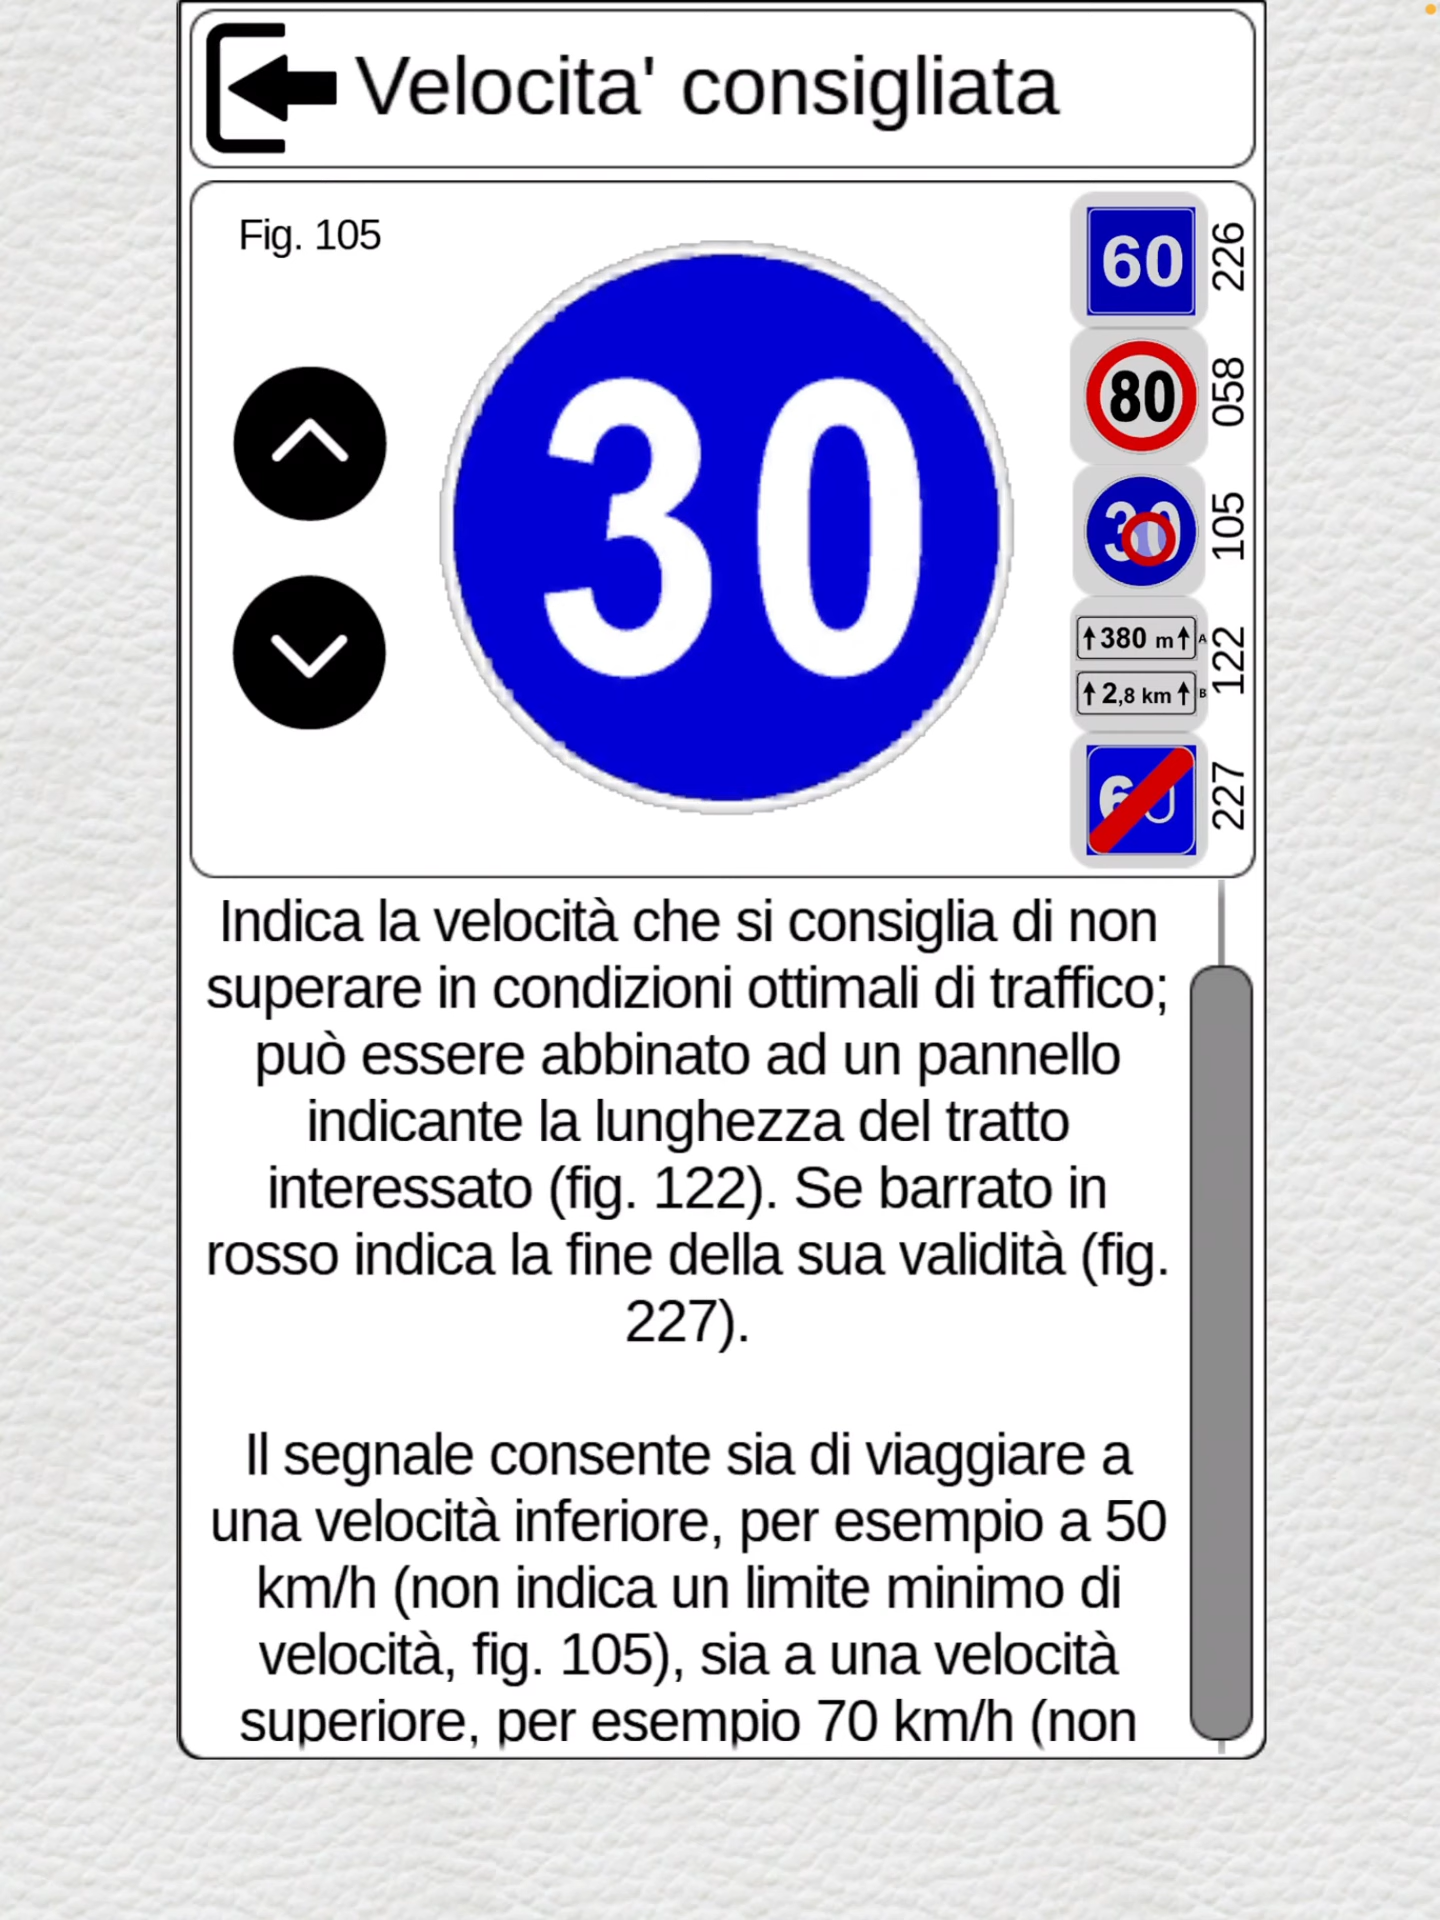 Velocita' consigliata
Fig. 105
30
60
226
80
058
30
105
↑380 m↑ A
↑2,8 km↑ B
122
60
227
Indica la velocità che si consiglia di non
superare in condizioni ottimali di traffico;
può essere abbinato ad un pannello
indicante la lunghezza del tratto
interessato (fig. 122). Se barrato in
rosso indica la fine della sua validità (fig.
227).
Il segnale consente sia di viaggiare a
una velocità inferiore, per esempio a 50
km/h (non indica un limite minimo di
velocità, fig. 105), sia a una velocità
superiore, per esempio 70 km/h (non